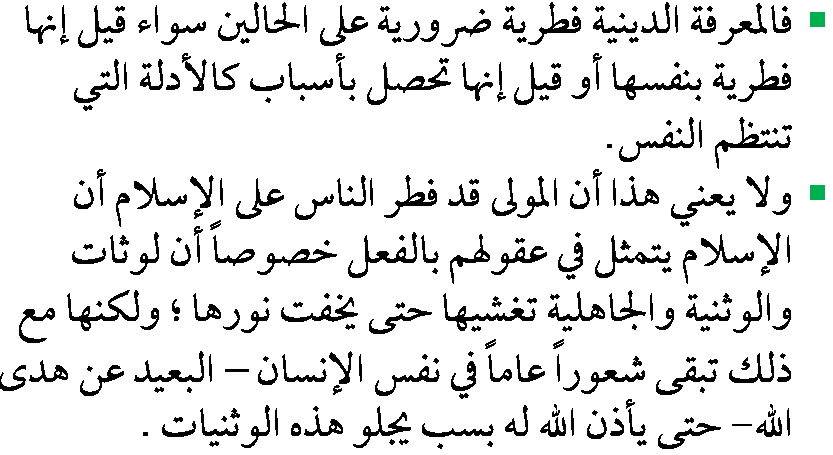 ▪ فالمعرفة الدينية فطرية ضرورية على الحالين سواء قيل إنها
فطرية بنفسها أو قيل إنها تحصل بأسباب كالأدلة التي
تنتظم النفس.
▪ ولا يعني هذا أن المولى قد فطر الناس على الإسلام أن
الإسلام يتمثل في عقولهم بالفعل خصوصاً أن لوثات
والوثنية والجاهلية تغشيها حتى يخفت نورها ؛ ولكنها مع
ذلك تبقى شعوراً عاماً في نفس الإنسان – البعيد عن هدى
الله– حتى يأذن الله له بسب يجلو هذه الوثنيات .